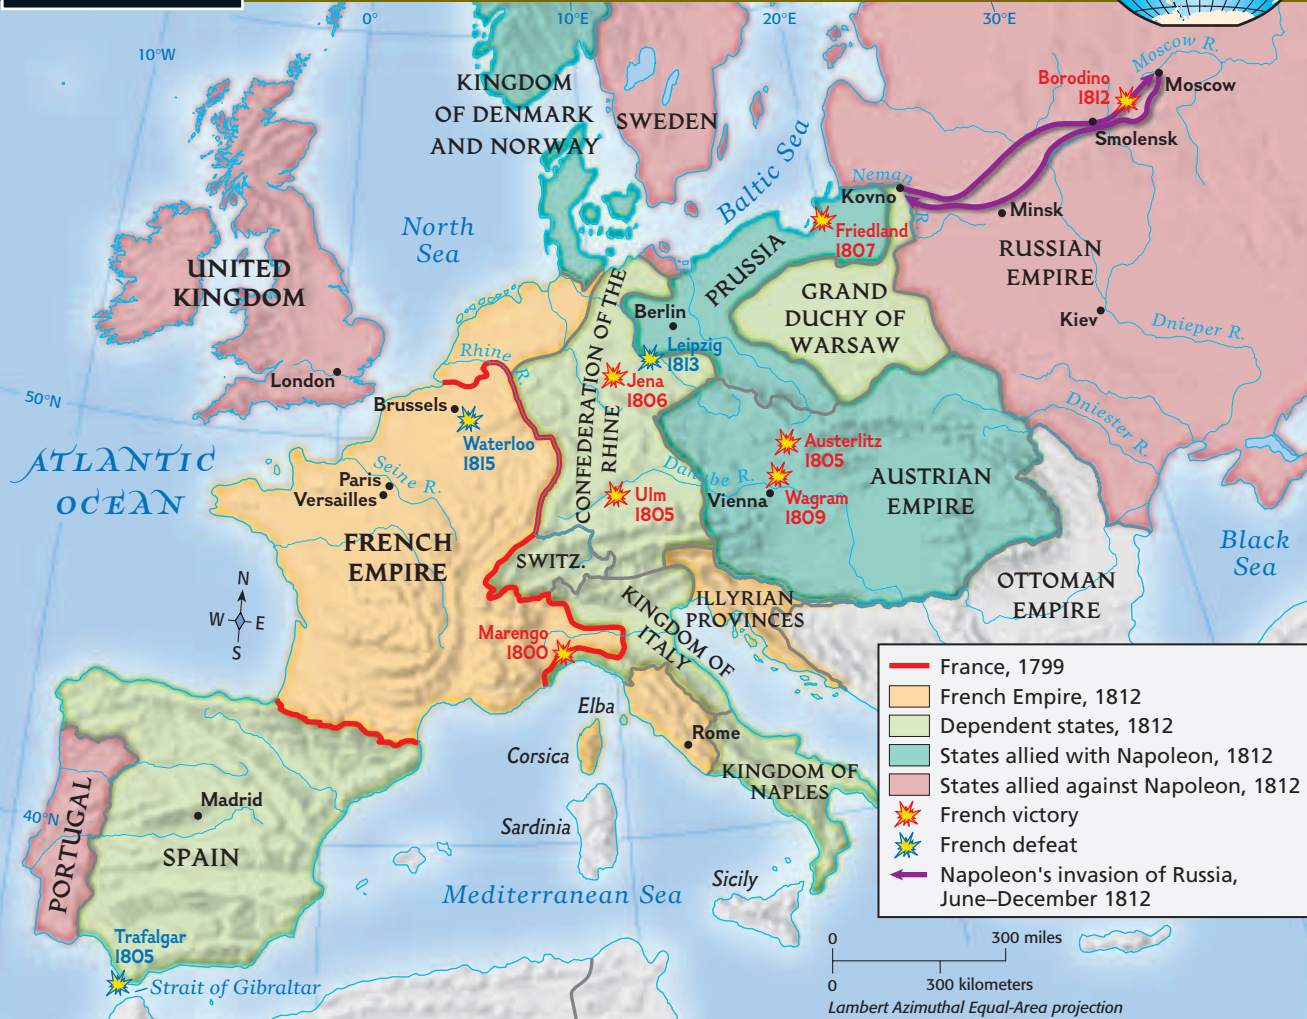 0°
10°E
20°E
30°E
10°W
50°N
40°N
KINGDOM
OF DENMARK
AND NORWAY
SWEDEN
Baltic Sea
North
Sea
Moscow R.
Borodino
1812
Moscow
Smolensk
Neman
R.
Kovno
Minsk
Friedland
1807
RUSSIAN
EMPIRE
UNITED
KINGDOM
PRUSSIA
GRAND
DUCHY OF
WARSAW
Berlin
Leipzig
1813
Kiev
Dnieper R.
London
Rhine R.
CONFEDERATION OF THE
RHINE
Jena
1806
Brussels
Waterloo
1815
Dniester R.
ATLANTIC
OCEAN
Paris
Versailles
Seine R.
Austerlitz
1805
Danube R.
Ulm
1805
Vienna
Wagram
1809
AUSTRIAN
EMPIRE
FRENCH
EMPIRE
SWITZ.
Black
Sea
OTTOMAN
EMPIRE
N
W
E
S
ILLYRIAN
PROVINCES
KINGDOM OF
ITALY
Marengo
1800
Elba
Corsica
Rome
KINGDOM OF
NAPLES
Sardinia
Sicily
Madrid
SPAIN
PORTUGAL
Mediterranean Sea
Trafalgar
1805
Strait of Gibraltar
France, 1799
French Empire, 1812
Dependent states, 1812
States allied with Napoleon, 1812
States allied against Napoleon, 1812
French victory
French defeat
Napoleon's invasion of Russia,
June–December 1812
0
300 miles
0
300 kilometers
Lambert Azimuthal Equal-Area projection